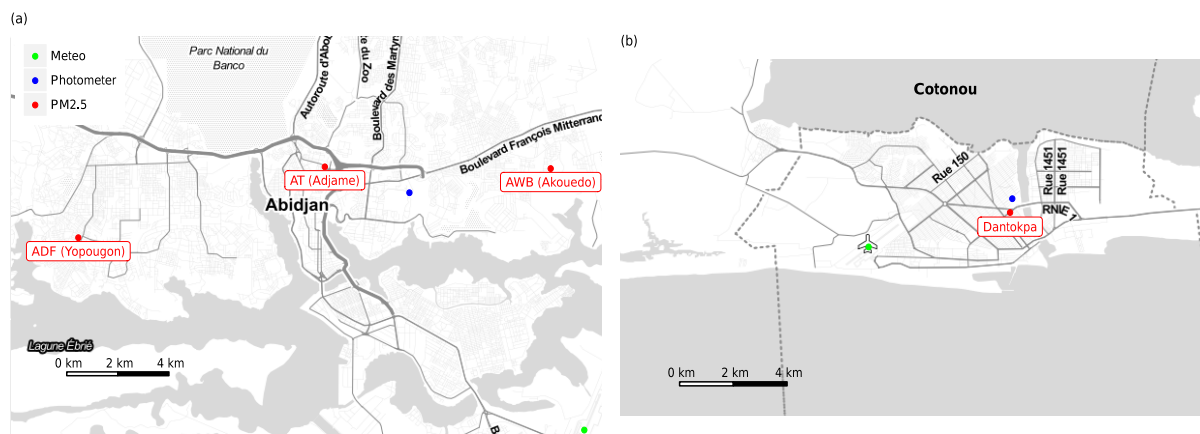 (a)
Meteo
Photometer
PM2.5
Parc National du
Banco
Autoroute d'Abo
te du Zoo
Boulevard des Martyr
Boulevard François Mitterrand
AT (Adjame)
AWB (Akouedo)
Abidjan
ADF (Yopougon)
Lagune Ébrié
0 km 2 km 4 km
B
(b)
Cotonou
Rue 150
Rue 1451
Rue 1451
RNIE 1
Dantokpa
0 km 2 km 4 km